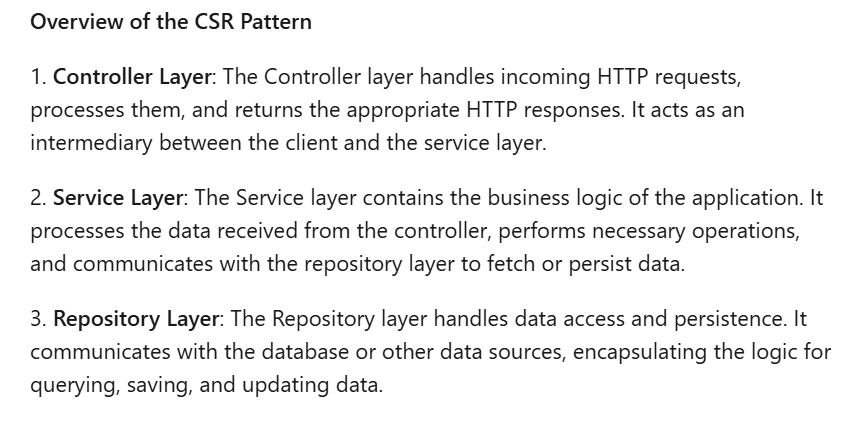 Overview of the CSR Pattern
1. Controller Layer: The Controller layer handles incoming HTTP requests,
processes them, and returns the appropriate HTTP responses. It acts as an
intermediary between the client and the service layer.
2. Service Layer: The Service layer contains the business logic of the application. It
processes the data received from the controller, performs necessary operations,
and communicates with the repository layer to fetch or persist data.
3. Repository Layer: The Repository layer handles data access and persistence. It
communicates with the database or other data sources, encapsulating the logic for
querying, saving, and updating data.